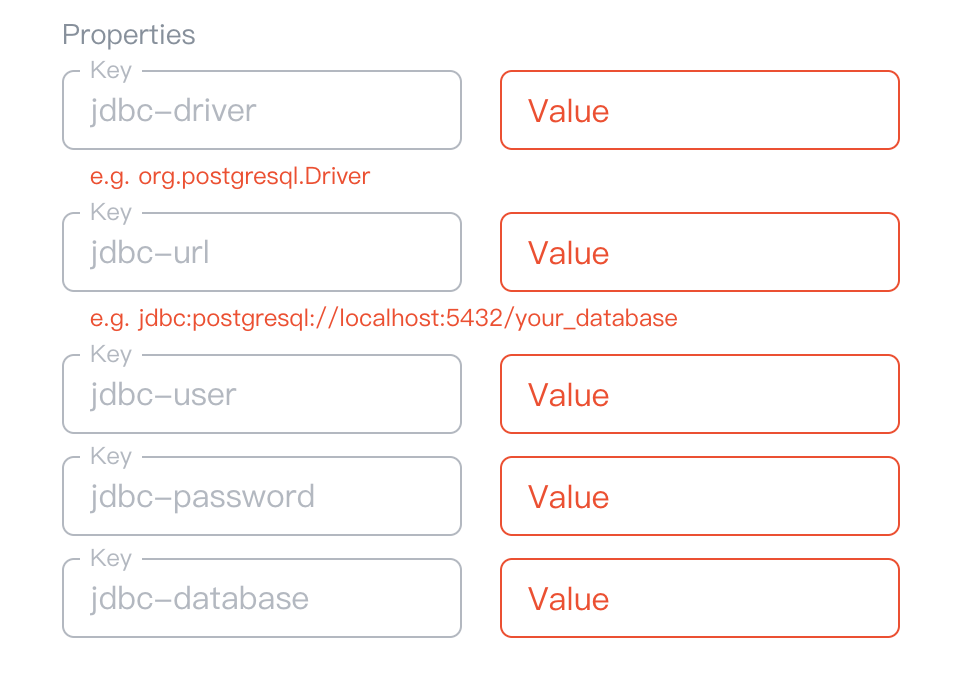 Properties
Key
jdbc-driver
Value
e.g. org.postgresql.Driver
Key
jdbc-url
Value
e.g. jdbc:postgresql://localhost:5432/your_database
Key
jdbc-user
Value
Key
jdbc-password
Value
Key
jdbc-database
Value